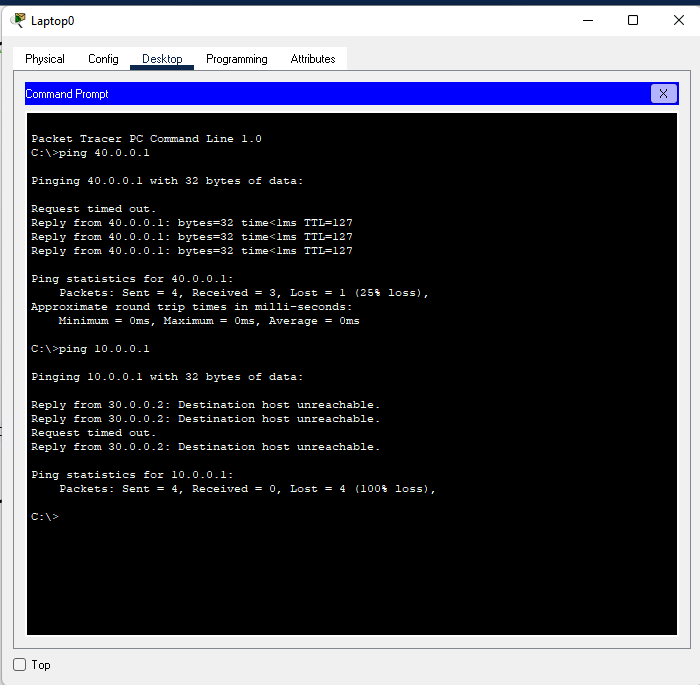 Laptop0
Physical Config Desktop Programming Attributes
Command Prompt X
Packet Tracer PC Command Line 1.0
C:\>ping 40.0.0.1
Pinging 40.0.0.1 with 32 bytes of data:
Request timed out.
Reply from 40.0.0.1: bytes=32 time<1ms TTL=127
Reply from 40.0.0.1: bytes=32 time<1ms TTL=127
Reply from 40.0.0.1: bytes=32 time<1ms TTL=127
Ping statistics for 40.0.0.1:
    Packets: Sent = 4, Received = 3, Lost = 1 (25% loss),
Approximate round trip times in milli-seconds:
    Minimum = 0ms, Maximum = 0ms, Average = 0ms
C:\>ping 10.0.0.1
Pinging 10.0.0.1 with 32 bytes of data:
Reply from 30.0.0.2: Destination host unreachable.
Reply from 30.0.0.2: Destination host unreachable.
Request timed out.
Reply from 30.0.0.2: Destination host unreachable.
Ping statistics for 10.0.0.1:
    Packets: Sent = 4, Received = 0, Lost = 4 (100% loss),
C:\>
Top